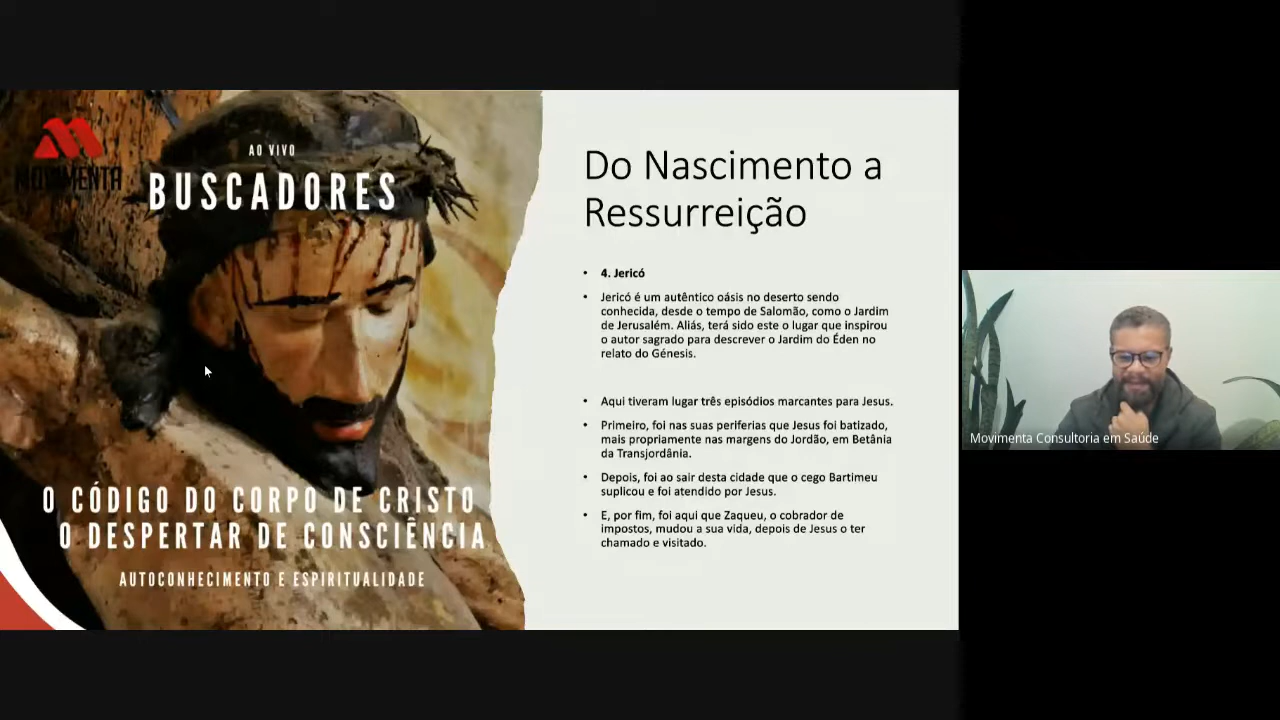 MOVIMENTA
AO VIVO
BUSCADORES
O CÓDIGO DO CORPO DE CRISTO
O DESPERTAR DE CONSCIÊNCIA
AUTOCONHECIMENTO E ESPIRITUALIDADE
Do Nascimento a
Ressurreição
• 4. Jericó
• Jericó é um autêntico oásis no deserto sendo
conhecida, desde o tempo de Salomão, como o Jardim
de Jerusalém. Aliás, terá sido este o lugar que inspirou
o autor sagrado para descrever o Jardim do Éden no
relato do Génesis.
• Aqui tiveram lugar três episódios marcantes para Jesus.
• Primeiro, foi nas suas periferias que Jesus foi batizado,
mais propriamente nas margens do Jordão, em Betânia
da Transjordânia.
• Depois, foi ao sair desta cidade que o cego Bartimeu
suplicou e foi atendido por Jesus.
• E, por fim, foi aqui que Zaqueu, o cobrador de
impostos, mudou a sua vida, depois de Jesus o ter
chamado e visitado.
Movimenta Consultoria em Saúde